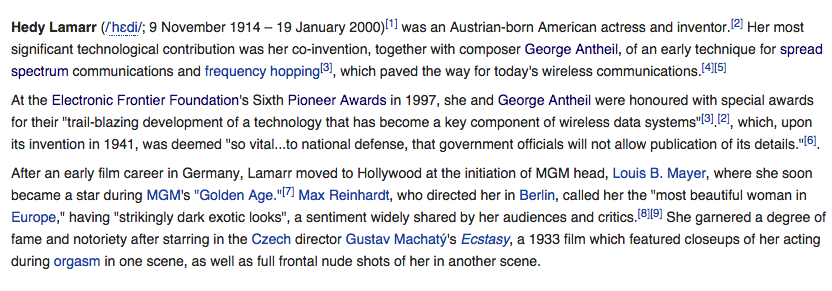 Hedy Lamarr (/ˈhɛdi/; 9 November 1914 – 19 January 2000)[1] was an Austrian-born American actress and inventor.[2] Her most
significant technological contribution was her co-invention, together with composer George Antheil, of an early technique for spread
spectrum communications and frequency hopping[3], which paved the way for today's wireless communications.[4][5]
At the Electronic Frontier Foundation's Sixth Pioneer Awards in 1997, she and George Antheil were honoured with special awards
for their "trail-blazing development of a technology that has become a key component of wireless data systems"[3].[2], which, upon
its invention in 1941, was deemed "so vital...to national defense, that government officials will not allow publication of its details."[6].
After an early film career in Germany, Lamarr moved to Hollywood at the initiation of MGM head, Louis B. Mayer, where she soon
became a star during MGM's "Golden Age."[7] Max Reinhardt, who directed her in Berlin, called her the "most beautiful woman in
Europe," having "strikingly dark exotic looks", a sentiment widely shared by her audiences and critics.[8][9] She garnered a degree of
fame and notoriety after starring in the Czech director Gustav Machatý's Ecstasy, a 1933 film which featured closeups of her acting
during orgasm in one scene, as well as full frontal nude shots of her in another scene.